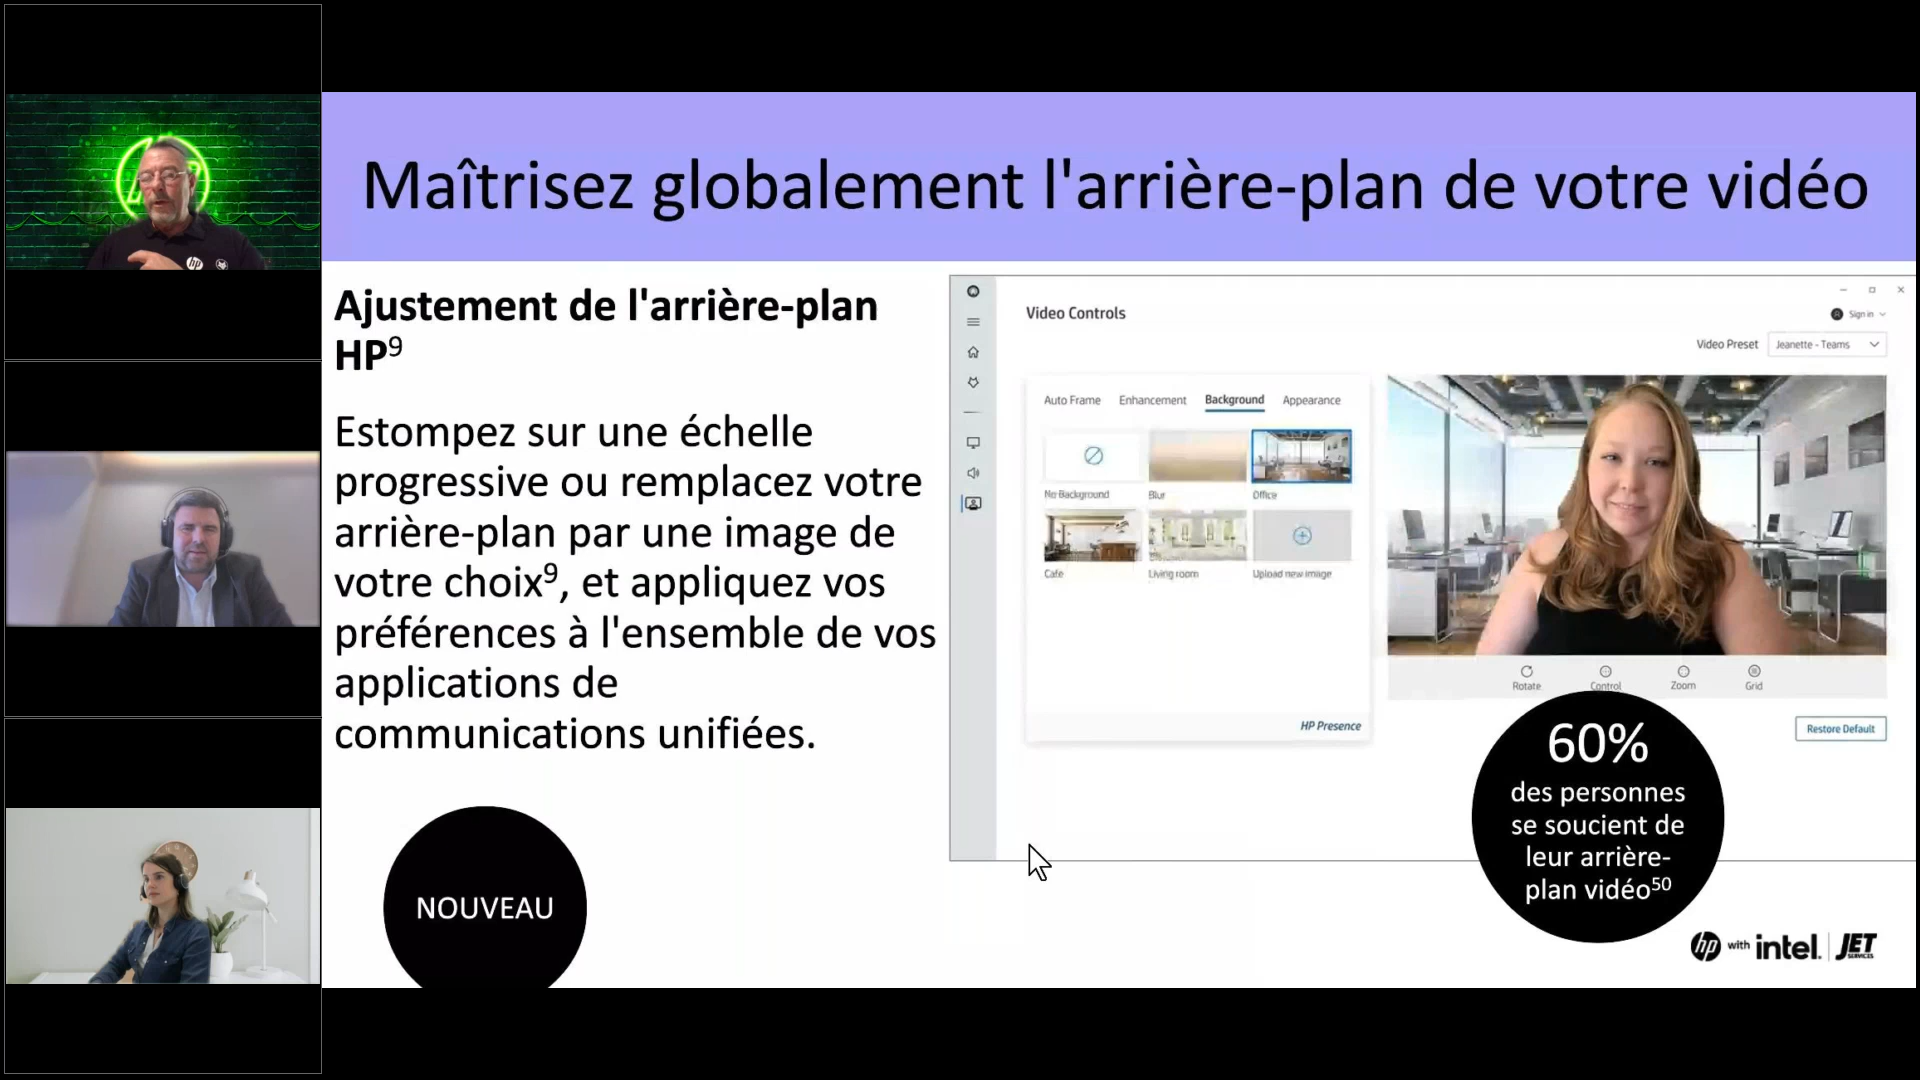 Maîtrisez globalement l'arrière-plan de votre vidéo
Ajustement de l'arrière-plan
HP⁹
Estompez sur une échelle
progressive ou remplacez votre
arrière-plan par une image de
votre choix⁹, et appliquez vos
préférences à l'ensemble de vos
applications de
communications unifiées.
NOUVEAU
Video Controls
Sign in
Video Preset
Jeanette - Teams
Auto Frame Enhancement Background Appearance
No Background Blur Office
Cafe Living room Upload new image
HP Presence
Rotate Control Zoom Grid
Restore Default
60%
des personnes
se soucient de
leur arrière-
plan vidéo⁵⁰
hp with intel. JET
SERVICES
hp